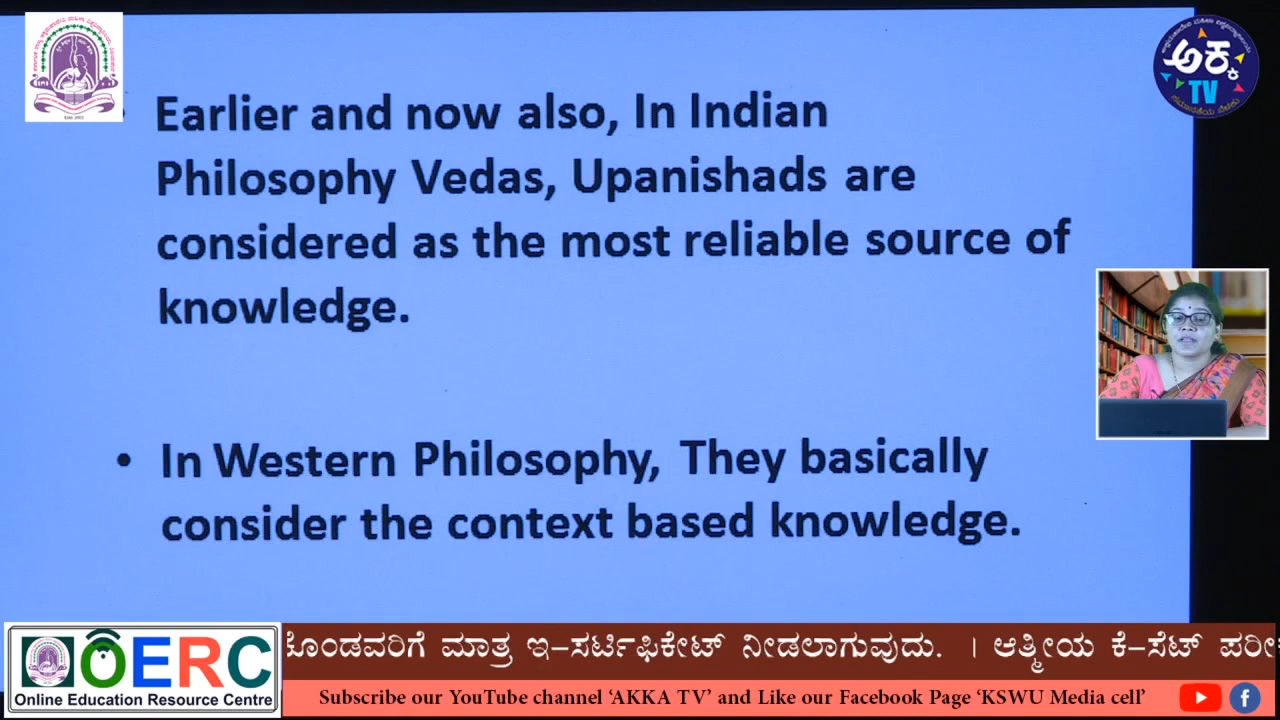 Earlier and now also, In Indian
Philosophy Vedas, Upanishads are
considered as the most reliable source of
knowledge.
• In Western Philosophy, They basically
consider the context based knowledge.
ಅಕ್ಕ
TV
OERC
Online Education Resource Centre
ಕೊಂಡವರಿಗೆ ಮಾತ್ರ ಇ-ಸರ್ಟಿಫಿಕೇಟ್ ನೀಡಲಾಗುವುದು. । ಆತ್ಮೀಯ ಕೆ-ಸೆಟ್
Subscribe our YouTube channel ‘AKKA TV’ and Like our Facebook Page ‘KSWU Media cell’